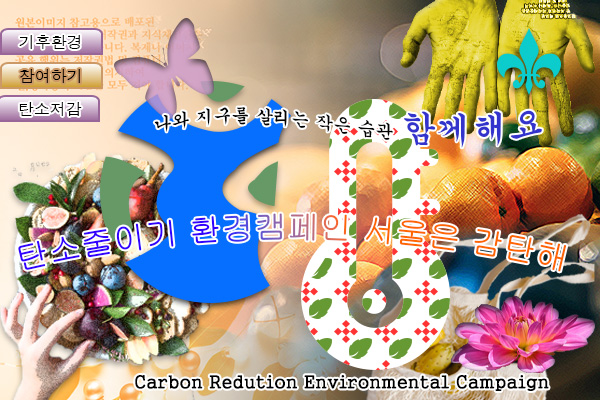 기후환경
참여하기
탄소저감
나와 지구를 살리는 작은 습관 함께해요
탄소줄이기 환경캠페인 서울은 감탄해
Carbon Redution Environmental Campaign